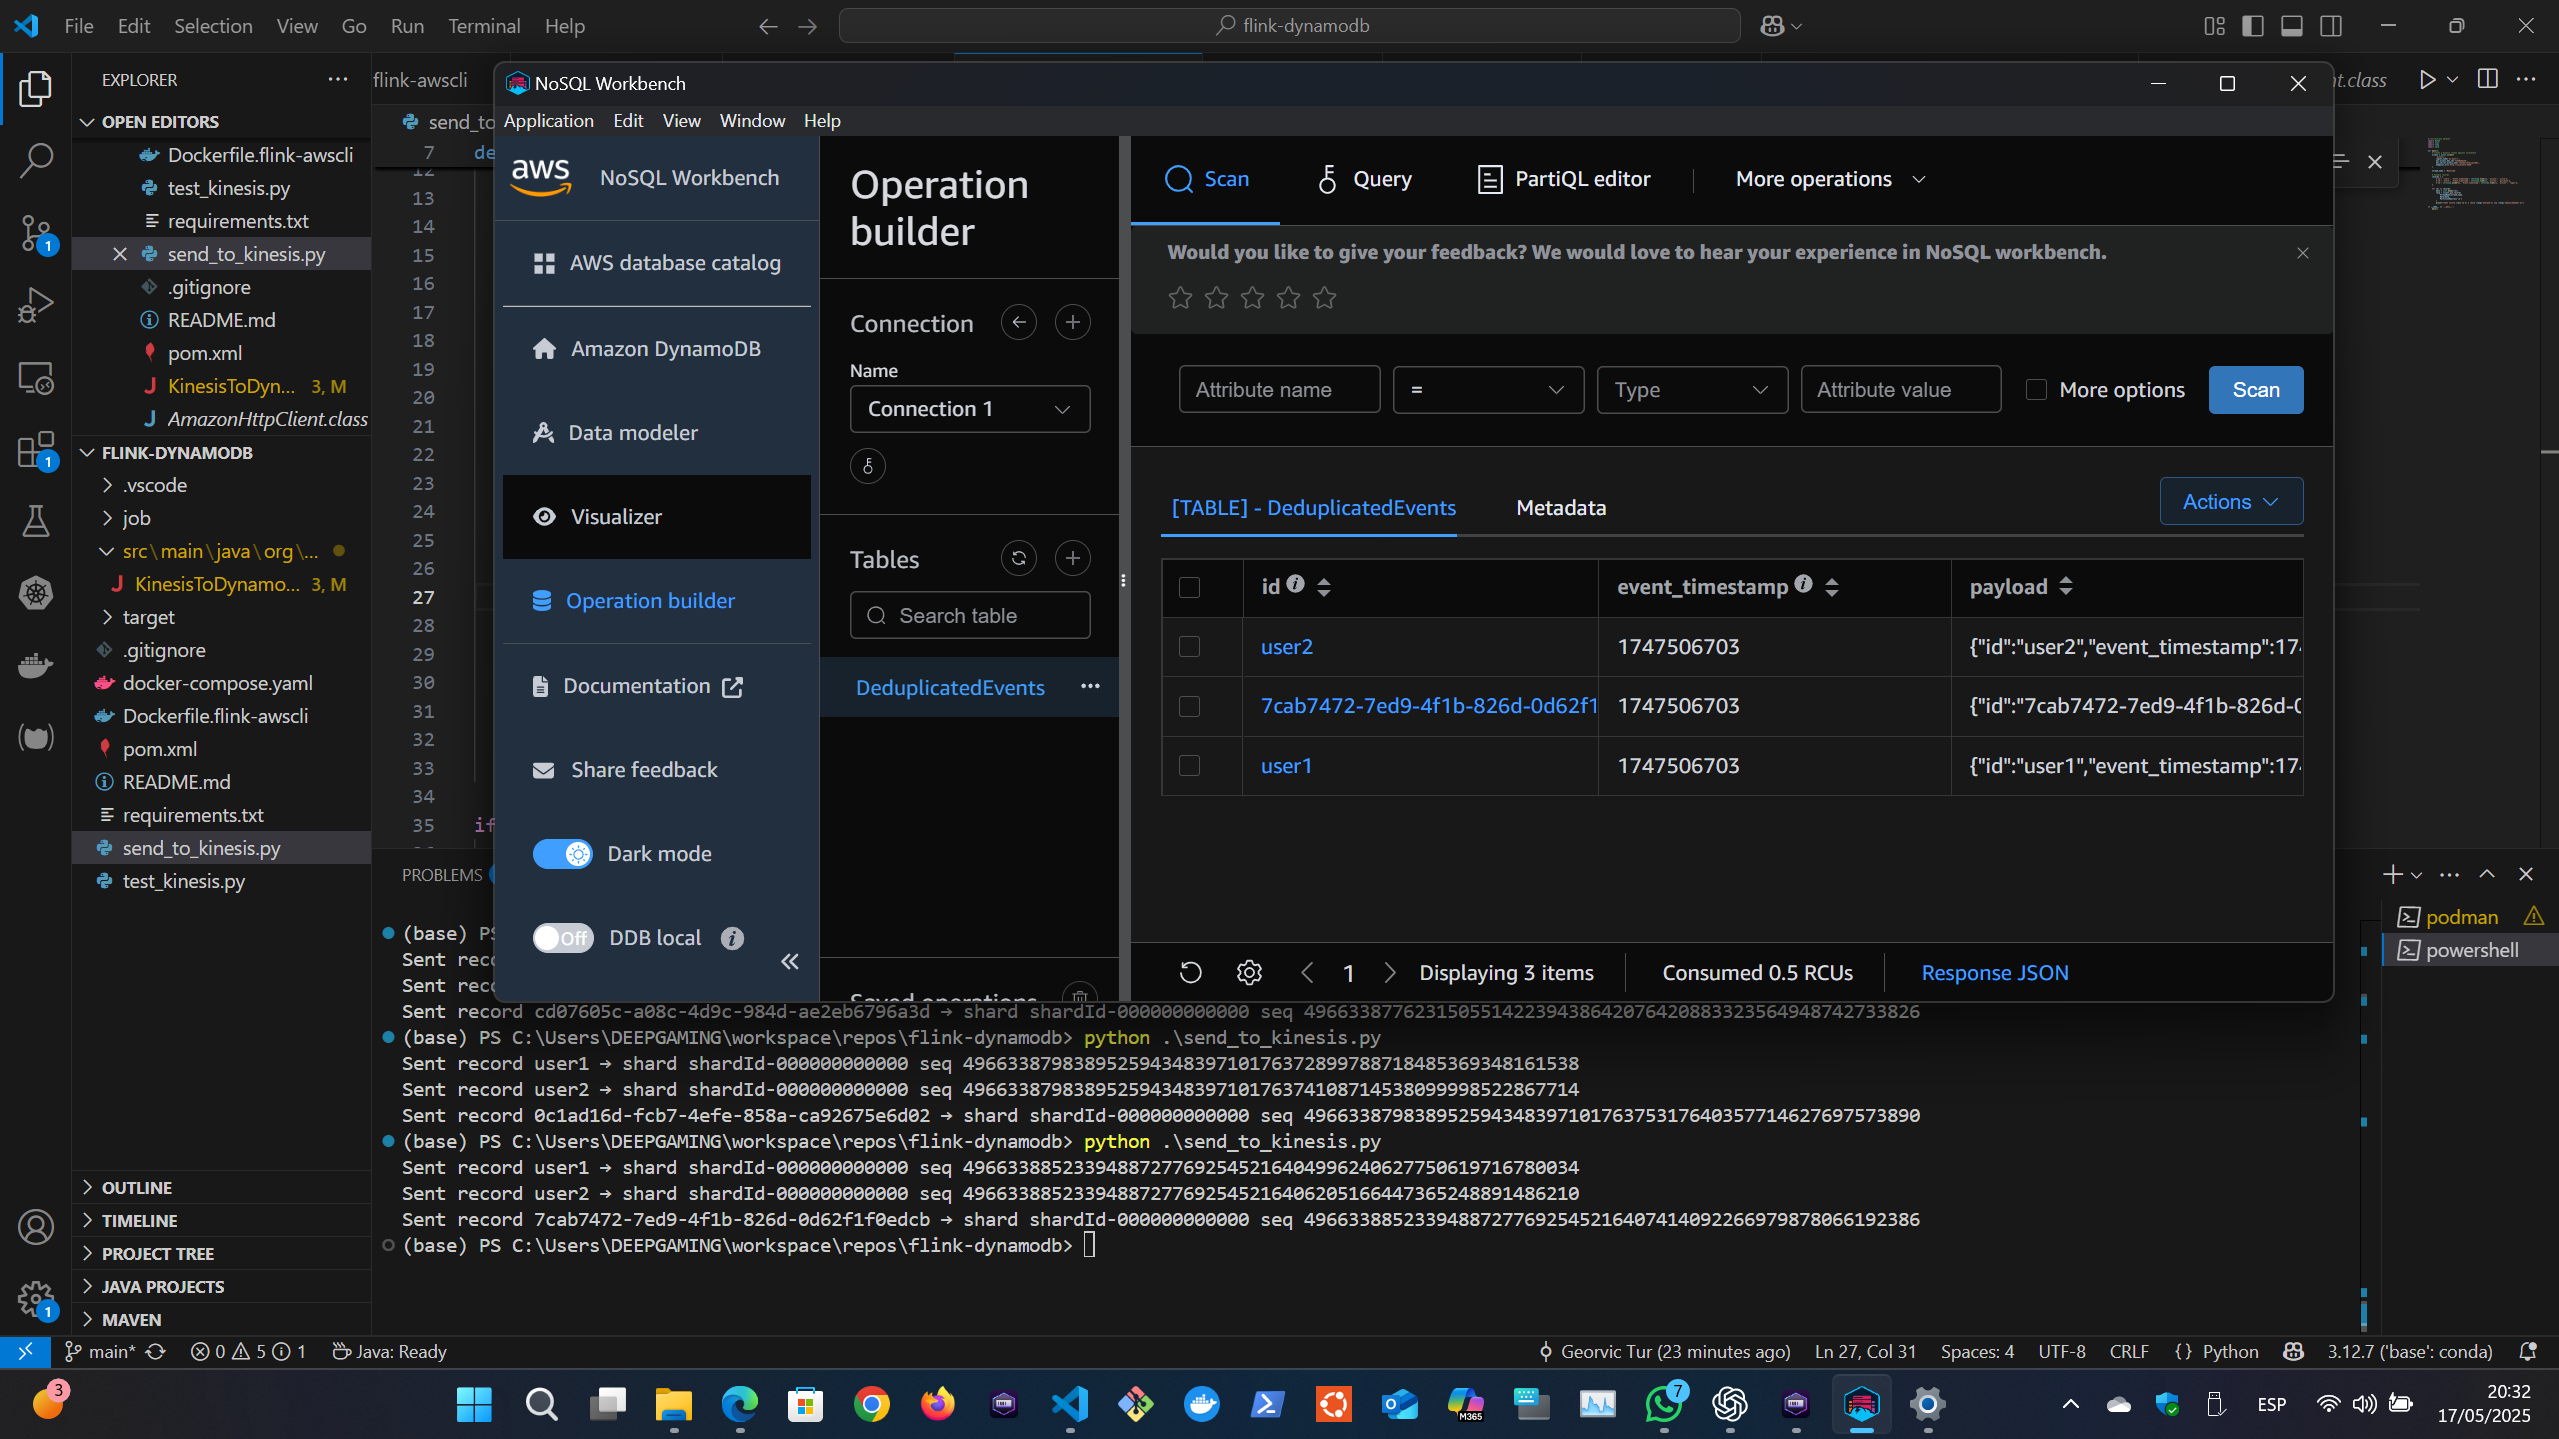 File Edit Selection View Go Run Terminal Help
flink-dynamodb
EXPLORER
flink-awscli
OPEN EDITORS
Dockerfile.flink-awscli
test_kinesis.py
requirements.txt
send_to_kinesis.py
.gitignore
README.md
pom.xml
KinesisToDyn... 3, M
AmazonHttpClient.class
FLINK-DYNAMODB
.vscode
job
src\main\java\org\...
KinesisToDynamo... 3, M
target
.gitignore
docker-compose.yaml
Dockerfile.flink-awscli
pom.xml
README.md
requirements.txt
send_to_kinesis.py
test_kinesis.py
OUTLINE
TIMELINE
PROJECT TREE
JAVA PROJECTS
MAVEN
1
1
1
send_to
7 de
12
13
14
15
16
17
18
19
20
21
22
23
24
25
26
27
28
29
30
31
32
33
34
35 if
nt.class
NoSQL Workbench
Application Edit View Window Help
aws NoSQL Workbench
AWS database catalog
Amazon DynamoDB
Data modeler
Visualizer
Operation builder
Documentation
Share feedback
Dark mode
Off DDB local
Operation
builder
Connection
Name
Connection 1
Tables
Search table
DeduplicatedEvents
Saved operations
Scan Query PartiQL editor More operations
Would you like to give your feedback? We would love to hear your experience in NoSQL workbench.
Attribute name = Type Attribute value More options Scan
[TABLE] - DeduplicatedEvents Metadata Actions
id event_timestamp payload
user2 1747506703 {"id":"user2","event_timestamp":17
7cab7472-7ed9-4f1b-826d-0d62f1 1747506703 {"id":"7cab7472-7ed9-4f1b-826d-0
user1 1747506703 {"id":"user1","event_timestamp":17
1 Displaying 3 items Consumed 0.5 RCUs Response JSON
PROBLEMS
podman
powershell
(base) PS
Sent reco
Sent reco
Sent record cd07605c-a08c-4d9c-984d-ae2eb6796a3d → shard shardId-000000000000 seq 49663387762315055142239438642076420883323564948742733826
(base) PS C:\Users\DEEPGAMING\workspace\repos\flink-dynamodb> python .\send_to_kinesis.py
Sent record user1 → shard shardId-000000000000 seq 49663387983895259434839710176372899788718485369348161538
Sent record user2 → shard shardId-000000000000 seq 49663387983895259434839710176374108714538099998522867714
Sent record 0c1ad16d-fcb7-4efe-858a-ca92675e6d02 → shard shardId-000000000000 seq 49663387983895259434839710176375317640357714627697573890
(base) PS C:\Users\DEEPGAMING\workspace\repos\flink-dynamodb> python .\send_to_kinesis.py
Sent record user1 → shard shardId-000000000000 seq 49663388523394887277692545216404996240627750619716780034
Sent record user2 → shard shardId-000000000000 seq 49663388523394887277692545216406205166447365248891486210
Sent record 7cab7472-7ed9-4f1b-826d-0d62f1f0edcb → shard shardId-000000000000 seq 49663388523394887277692545216407414092266979878066192386
(base) PS C:\Users\DEEPGAMING\workspace\repos\flink-dynamodb>
main* 0 5 1 Java: Ready Georvic Tur (23 minutes ago) Ln 27, Col 31 Spaces: 4 UTF-8 CRLF {} Python 3.12.7 ('base': conda)
3
M365
7
ESP
20:32
17/05/2025